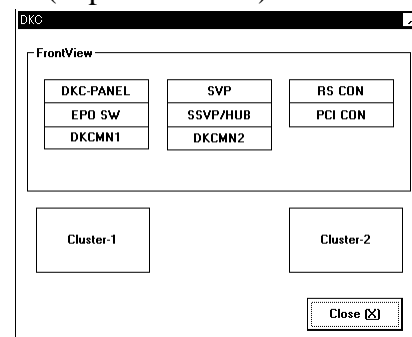 DKC
FrontView
DKC-PANEL SVP RS CON
EPO SW SSVP/HUB PCI CON
DKCMN1 DKCMN2
Cluster-1 Cluster-2
Close (X)